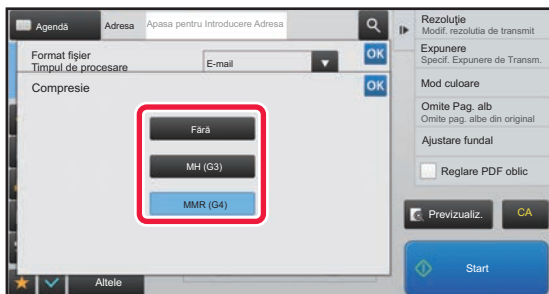 Agendă
Adresa
Apasa pentru Introducere Adresa
Format fişier
Timpul de procesare
E-mail
OK
Compresie
OK
Fără
MH (G3)
MMR (G4)
Altele
Rezoluţie
Modif. rezolutia de transmit
Expunere
Specif. Expunere de Transm.
Mod culoare
Omite Pag. alb
Omite pag. albe din original
Ajustare fundal
Reglare PDF oblic
Previzualiz.
CA
Start